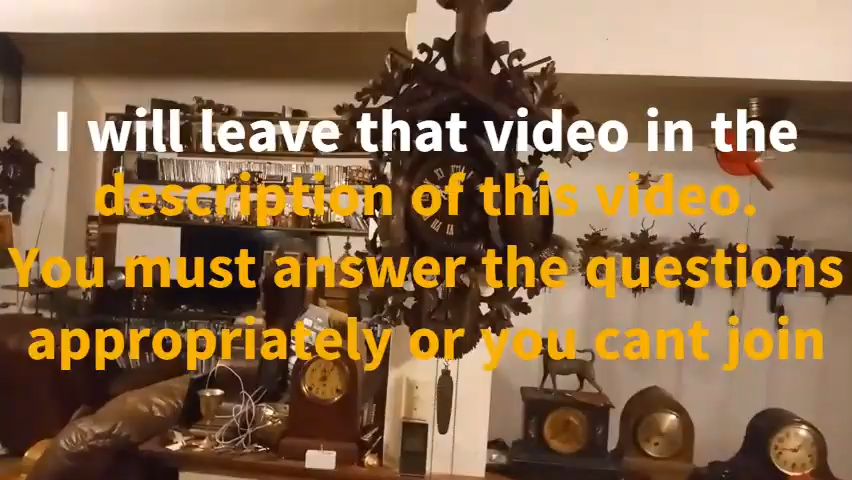 I will leave that video in the
description of this video.
You must answer the questions
appropriately or you cant join